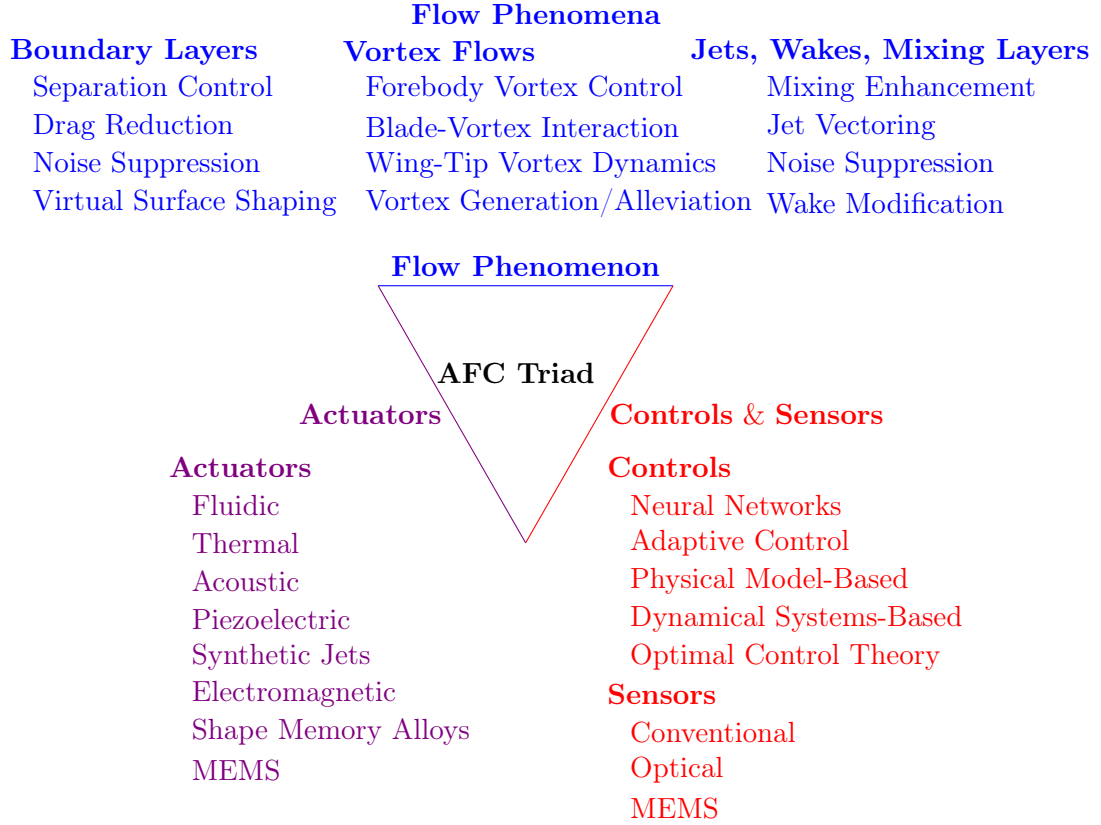 Flow Phenomena
Boundary Layers
Separation Control
Drag Reduction
Noise Suppression
Virtual Surface Shaping
Vortex Flows
Forebody Vortex Control
Blade-Vortex Interaction
Wing-Tip Vortex Dynamics
Vortex Generation/Alleviation
Jets, Wakes, Mixing Layers
Mixing Enhancement
Jet Vectoring
Noise Suppression
Wake Modification
Flow Phenomenon
AFC Triad
Actuators
Controls & Sensors
Actuators
Fluidic
Thermal
Acoustic
Piezoelectric
Synthetic Jets
Electromagnetic
Shape Memory Alloys
MEMS
Controls
Neural Networks
Adaptive Control
Physical Model-Based
Dynamical Systems-Based
Optimal Control Theory
Sensors
Conventional
Optical
MEMS